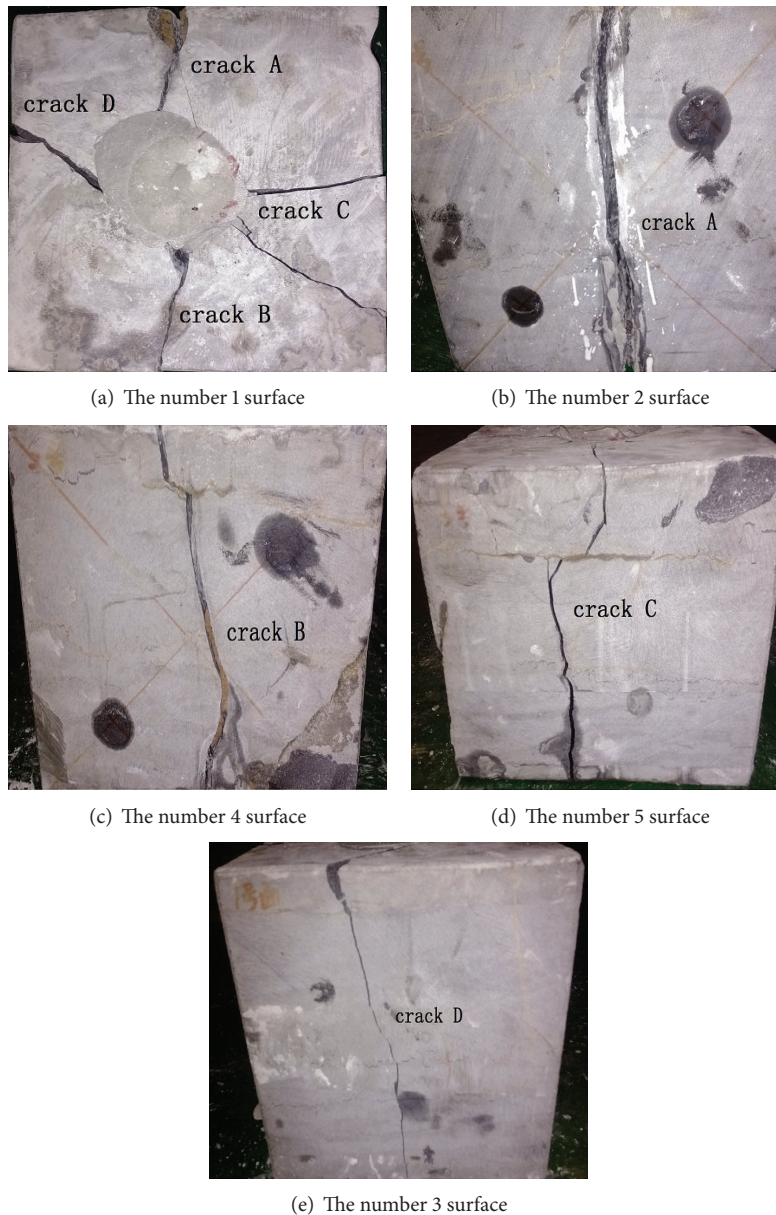 crack A
crack D
crack C
crack B
(a) The number 1 surface
crack A
(b) The number 2 surface
crack B
(c) The number 4 surface
crack C
(d) The number 5 surface
crack D
(e) The number 3 surface